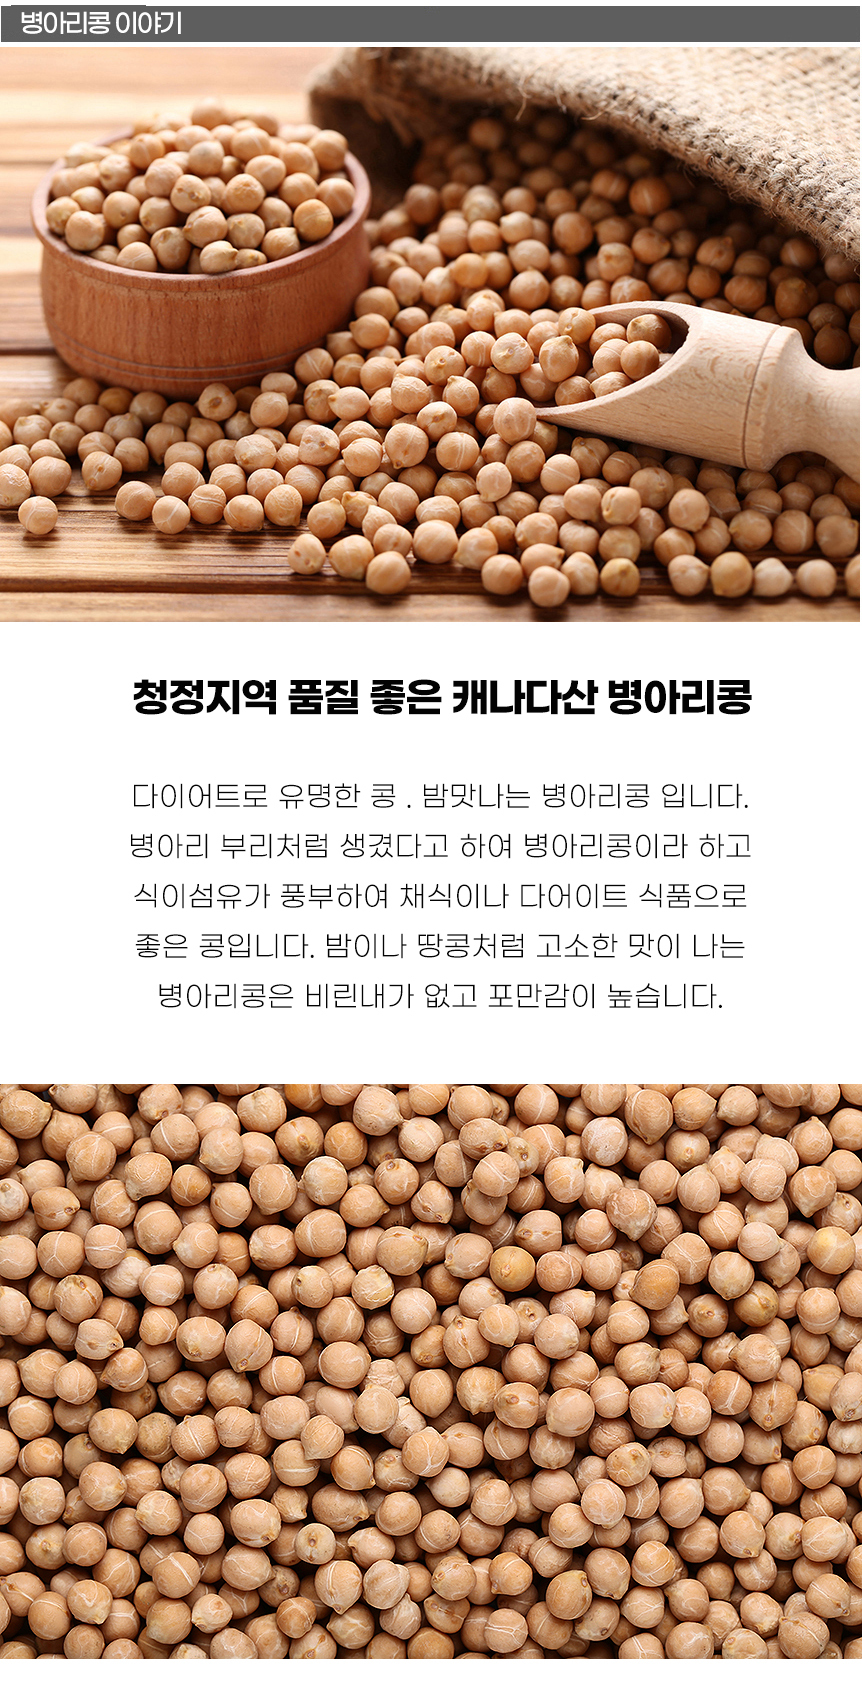 병아리콩 이야기
청정지역 품질 좋은 캐나다산 병아리콩
다이어트로 유명한 콩 . 밤맛나는 병아리콩 입니다.
병아리 부리처럼 생겼다고 하여 병아리콩이라 하고
식이섬유가 풍부하여 채식이나 다어이트 식품으로
좋은 콩입니다. 밤이나 땅콩처럼 고소한 맛이 나는
병아리콩은 비린내가 없고 포만감이 높습니다.